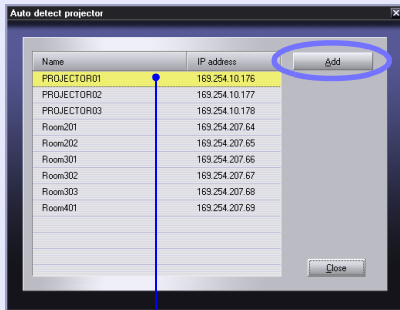 Auto detect projector
Name IP address Add
PROJECTOR01 169.254.10.176
PROJECTOR02 169.254.10.177
PROJECTOR03 169.254.10.178
Room201 169.254.207.64
Room202 169.254.207.65
Room301 169.254.207.66
Room302 169.254.207.67
Room303 169.254.207.68
Room401 169.254.207.69
Close